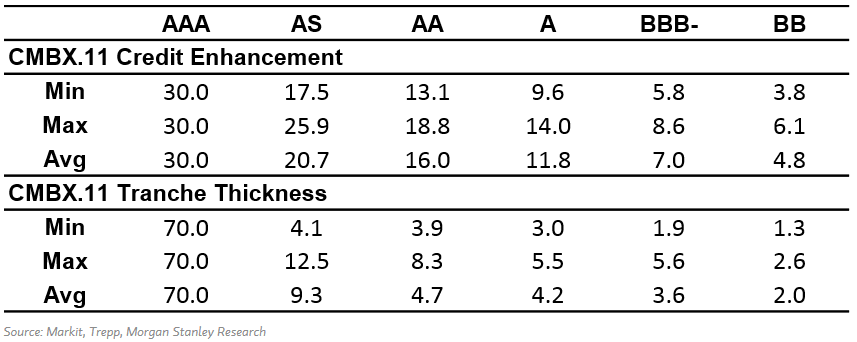 AAA AS AA A BBB- BB
CMBX.11 Credit Enhancement
Min 30.0 17.5 13.1 9.6 5.8 3.8
Max 30.0 25.9 18.8 14.0 8.6 6.1
Avg 30.0 20.7 16.0 11.8 7.0 4.8
CMBX.11 Tranche Thickness
Min 70.0 4.1 3.9 3.0 1.9 1.3
Max 70.0 12.5 8.3 5.5 5.6 2.6
Avg 70.0 9.3 4.7 4.2 3.6 2.0
Source: Markit, Trepp, Morgan Stanley Research